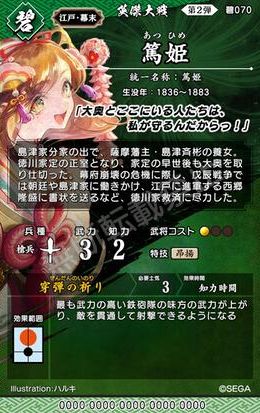 碧
江戸・幕末
英傑大戦
第2弾
碧070
あつ ひめ
篤姫
統一名称：篤姫
生没年：1836～1883
「大奥とここにいる人たちは、
私が守るんだからっ！」
島津家分家の出で、薩摩藩主・島津斉彬の養女。
徳川家定の正室となり、家定の早世後も大奥を取
り仕切った。幕府崩壊の危機に際し、戊辰戦争で
は朝廷や島津家に働きかけ、江戸に進軍する西郷
隆盛に書状を送るなど、徳川家救済に尽力した。
兵種 武力 知力 武将コスト
槍兵 3 2
特技 昂揚
せんだんのいのり
穿弾の祈り
必要士気
3
効果時間
知力時間
効果範囲
最も武力の高い鉄砲隊の味方の武力が上が
り、敵を貫通して射撃できるようになる
Illustration:ハルキ
©SEGA
0000-0000-0000-0000-0000